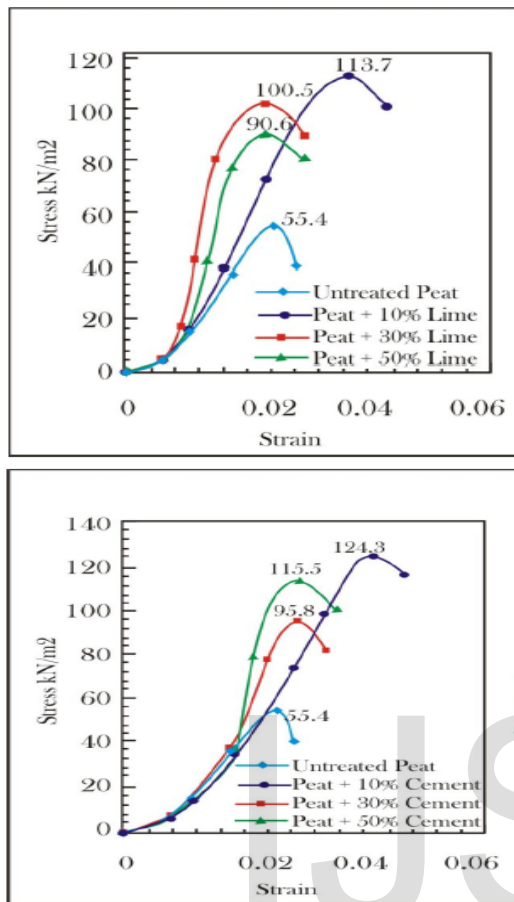 120
113.7
100.5
100
90.6
80
Stress kN/m2
60
55.4
40
Untreated Peat
Peat + 10% Lime
20
Peat + 30% Lime
Peat + 50% Lime
0
0 0.02 0.04 0.06
Strain
140
124.3
120
115.5
100
95.8
80
Stress kN/m2
60
55.4
40
Untreated Peat
20
Peat + 10% Cement
Peat + 30% Cement
Peat + 50% Cement
0
0 0.02 0.04 0.06
Strain
IJS